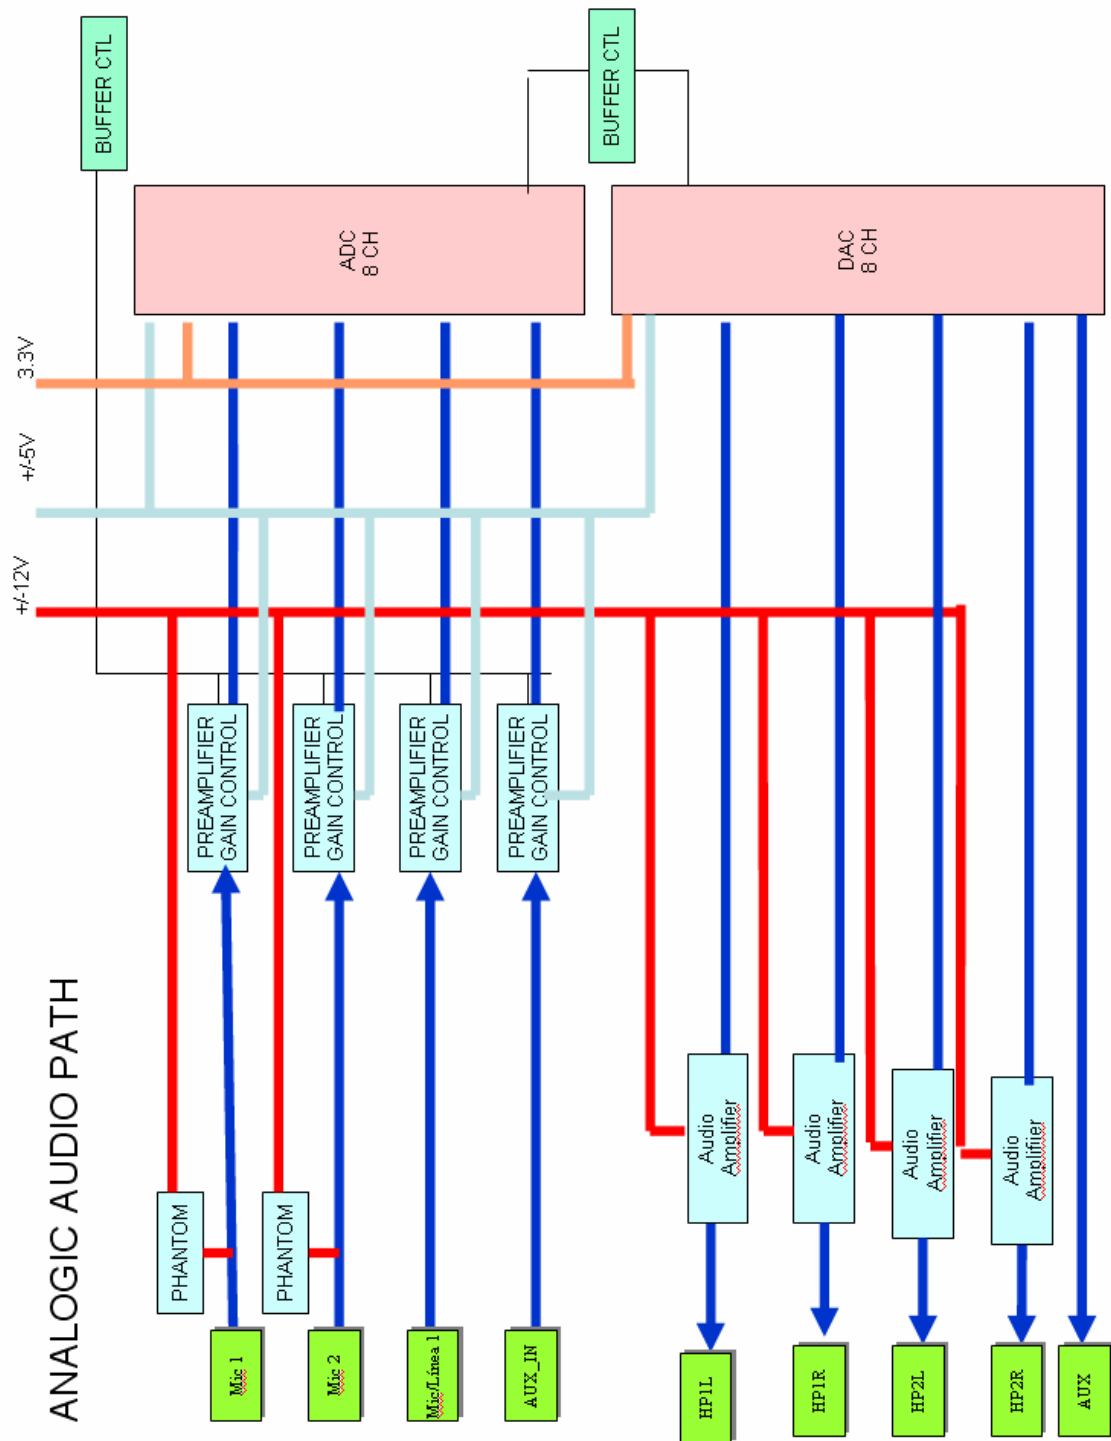 ANALOGIC AUDIO PATH
+/-12V
+/-5V
3.3V
BUFFER CTL
Mic 1
PHANTOM
PREAMPLIFIER
GAIN CONTROL
ADC
8 CH
Mic 2
PHANTOM
PREAMPLIFIER
GAIN CONTROL
Mic/Línea 1
PREAMPLIFIER
GAIN CONTROL
AUX_IN
PREAMPLIFIER
GAIN CONTROL
BUFFER CTL
HP1L
Audio
Amplifier
DAC
8 CH
HP1R
Audio
Amplifier
HP2L
Audio
Amplifier
HP2R
Audio
Amplifier
AUX